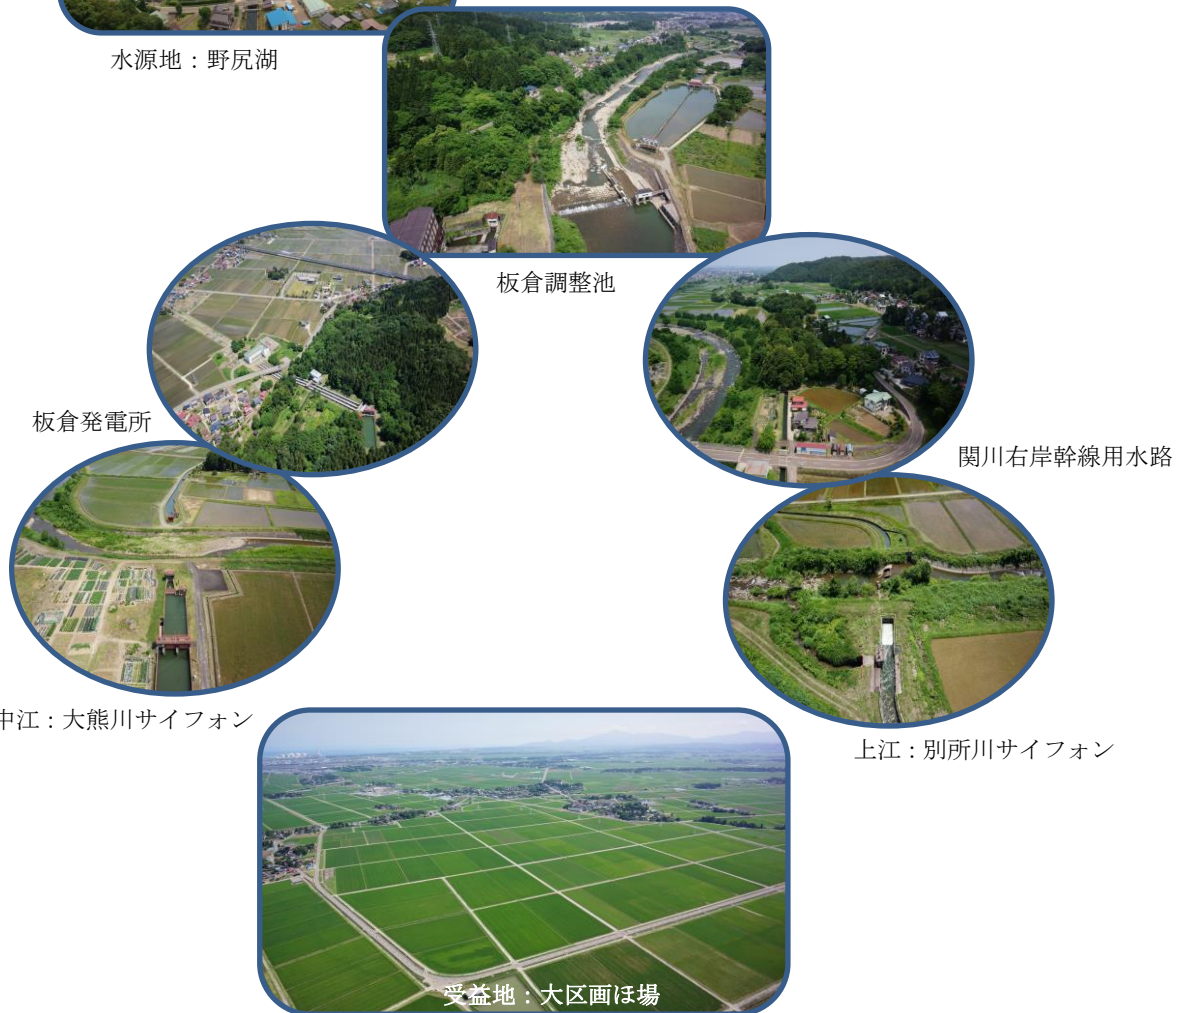 水源地：野尻湖
板倉調整池
板倉発電所
関川右岸幹線用水路
中江：大熊川サイフォン
上江：別所川サイフォン
受益地：大区画ほ場